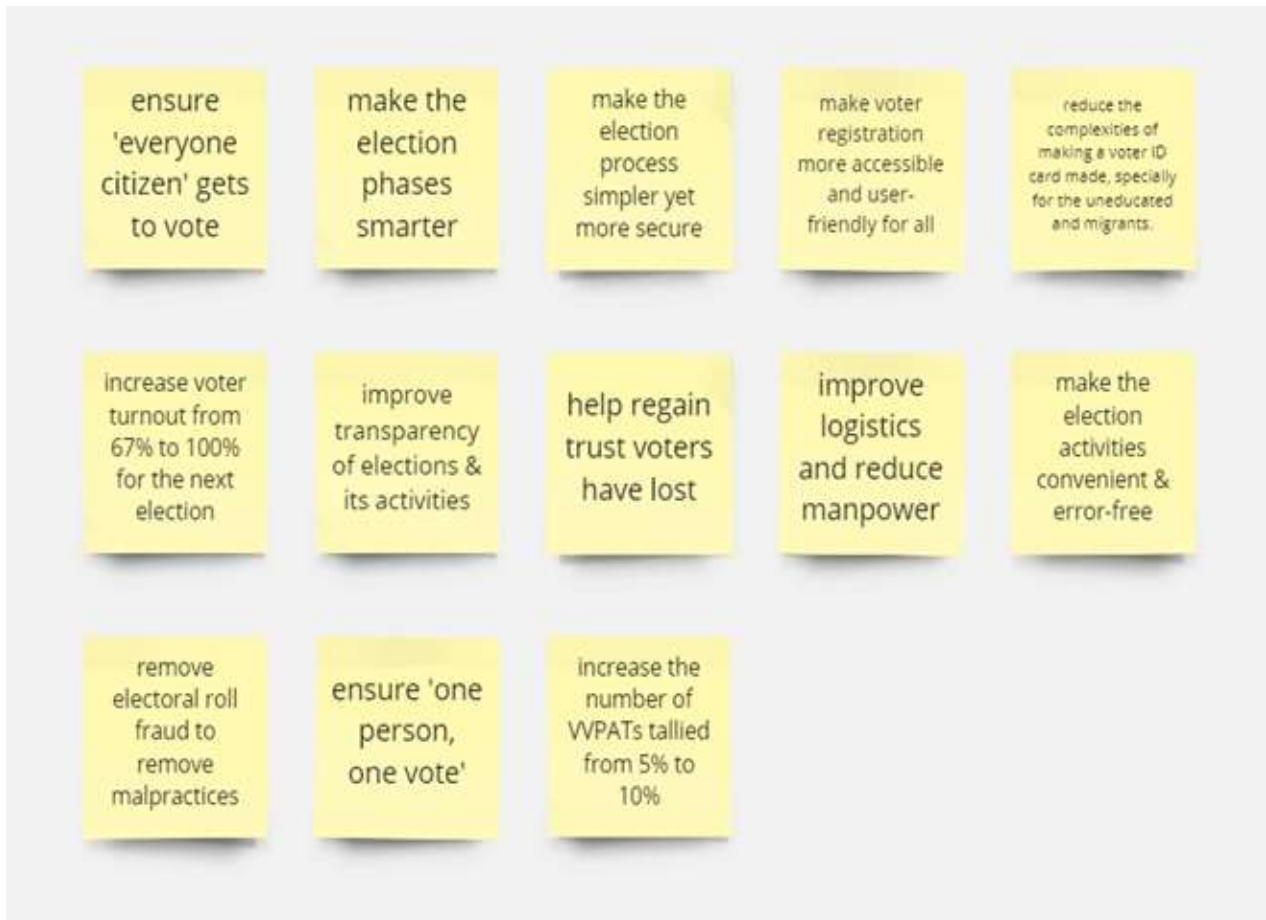 ensure
'everyone
citizen' gets
to vote
make the
election
phases
smarter
make the
election
process
simpler yet
more secure
make voter
registration
more accessible
and user-
friendly for all
reduce the
complexities of
making a voter ID
card made, specially
for the uneducated
and migrants.
increase voter
turnout from
67% to 100%
for the next
election
improve
transparency
of elections &
its activities
help regain
trust voters
have lost
improve
logistics
and reduce
manpower
make the
election
activities
convenient &
error-free
remove
electoral roll
fraud to
remove
malpractices
ensure 'one
person,
one vote'
increase the
number of
VVPATs tallied
from 5% to
10%